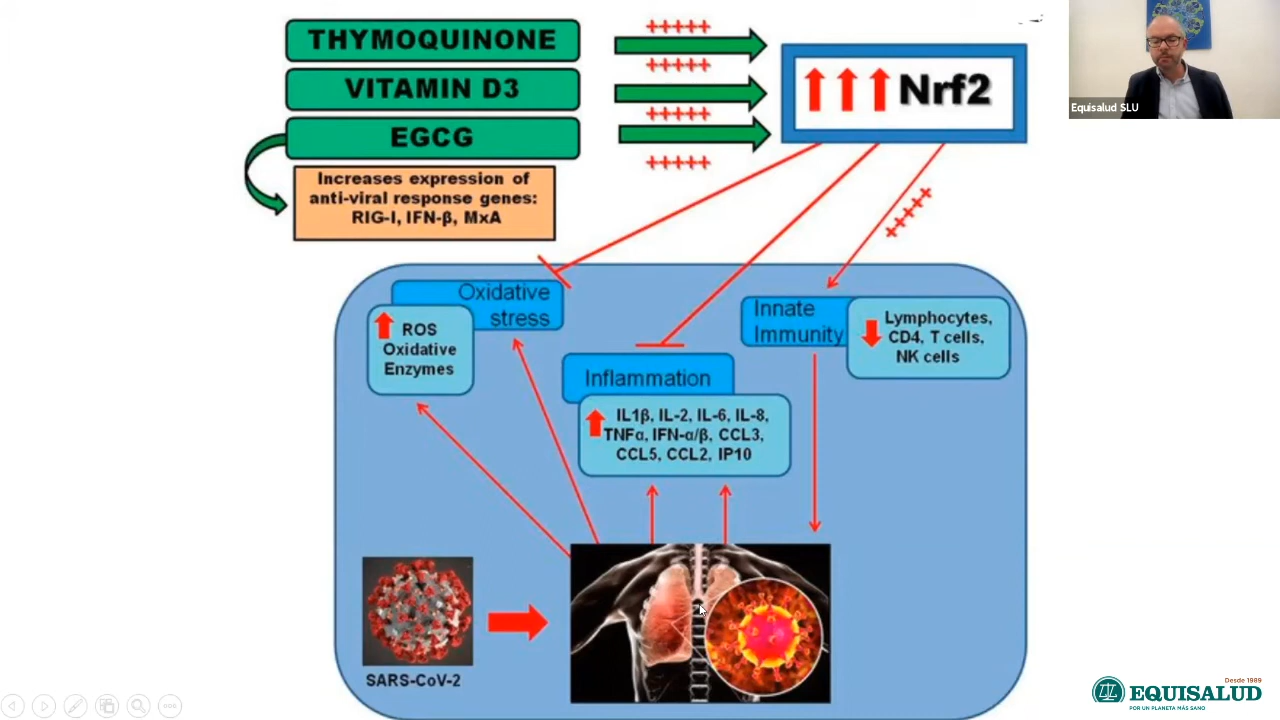 THYMOQUINONE
VITAMIN D3
EGCG
Increases expression of
anti-viral response genes:
RIG-I, IFN-β, MxA
+++++
+++++
+++++
+++++
Nrf2
+++++
Equisalud SLU
Oxidative
stress
ROS
Oxidative
Enzymes
Inflammation
IL1β, IL-2, IL-6, IL-8,
TNFα, IFN-α/β, CCL3,
CCL5, CCL2, IP10
Innate
Immunity
Lymphocytes,
CD4, T cells,
NK cells
SARS-CoV-2
Desde 1989
EQUISALUD
POR UN PLANETA MÁS SANO